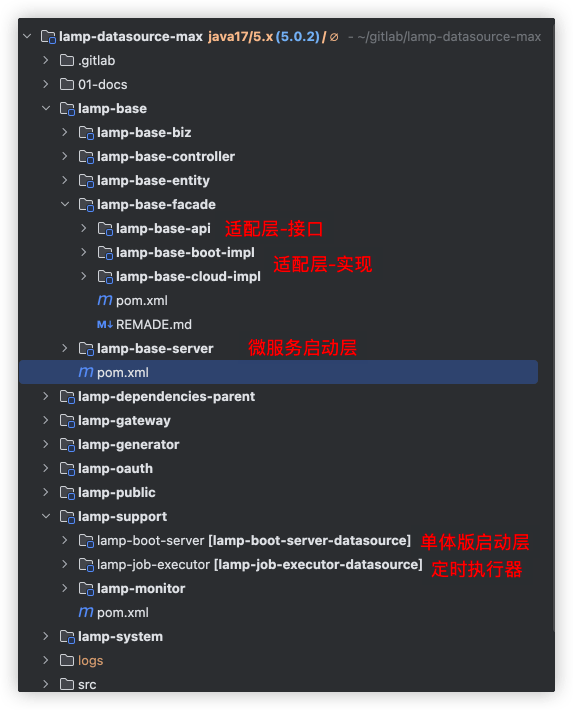 lamp-datasource-max java17/5.x (5.0.2) / ∅ - ~/gitlab/lamp-datasource-max
.gitlab
01-docs
lamp-base
lamp-base-biz
lamp-base-controller
lamp-base-entity
lamp-base-facade
lamp-base-api 适配层-接口
lamp-base-boot-impl
适配层-实现
lamp-base-cloud-impl
m pom.xml
M↓ REMADE.md
lamp-base-server 微服务启动层
m pom.xml
lamp-dependencies-parent
lamp-gateway
lamp-generator
lamp-oauth
lamp-public
lamp-support
lamp-boot-server [lamp-boot-server-datasource] 单体版启动层
lamp-job-executor [lamp-job-executor-datasource] 定时执行器
lamp-monitor
m pom.xml
lamp-system
logs
src